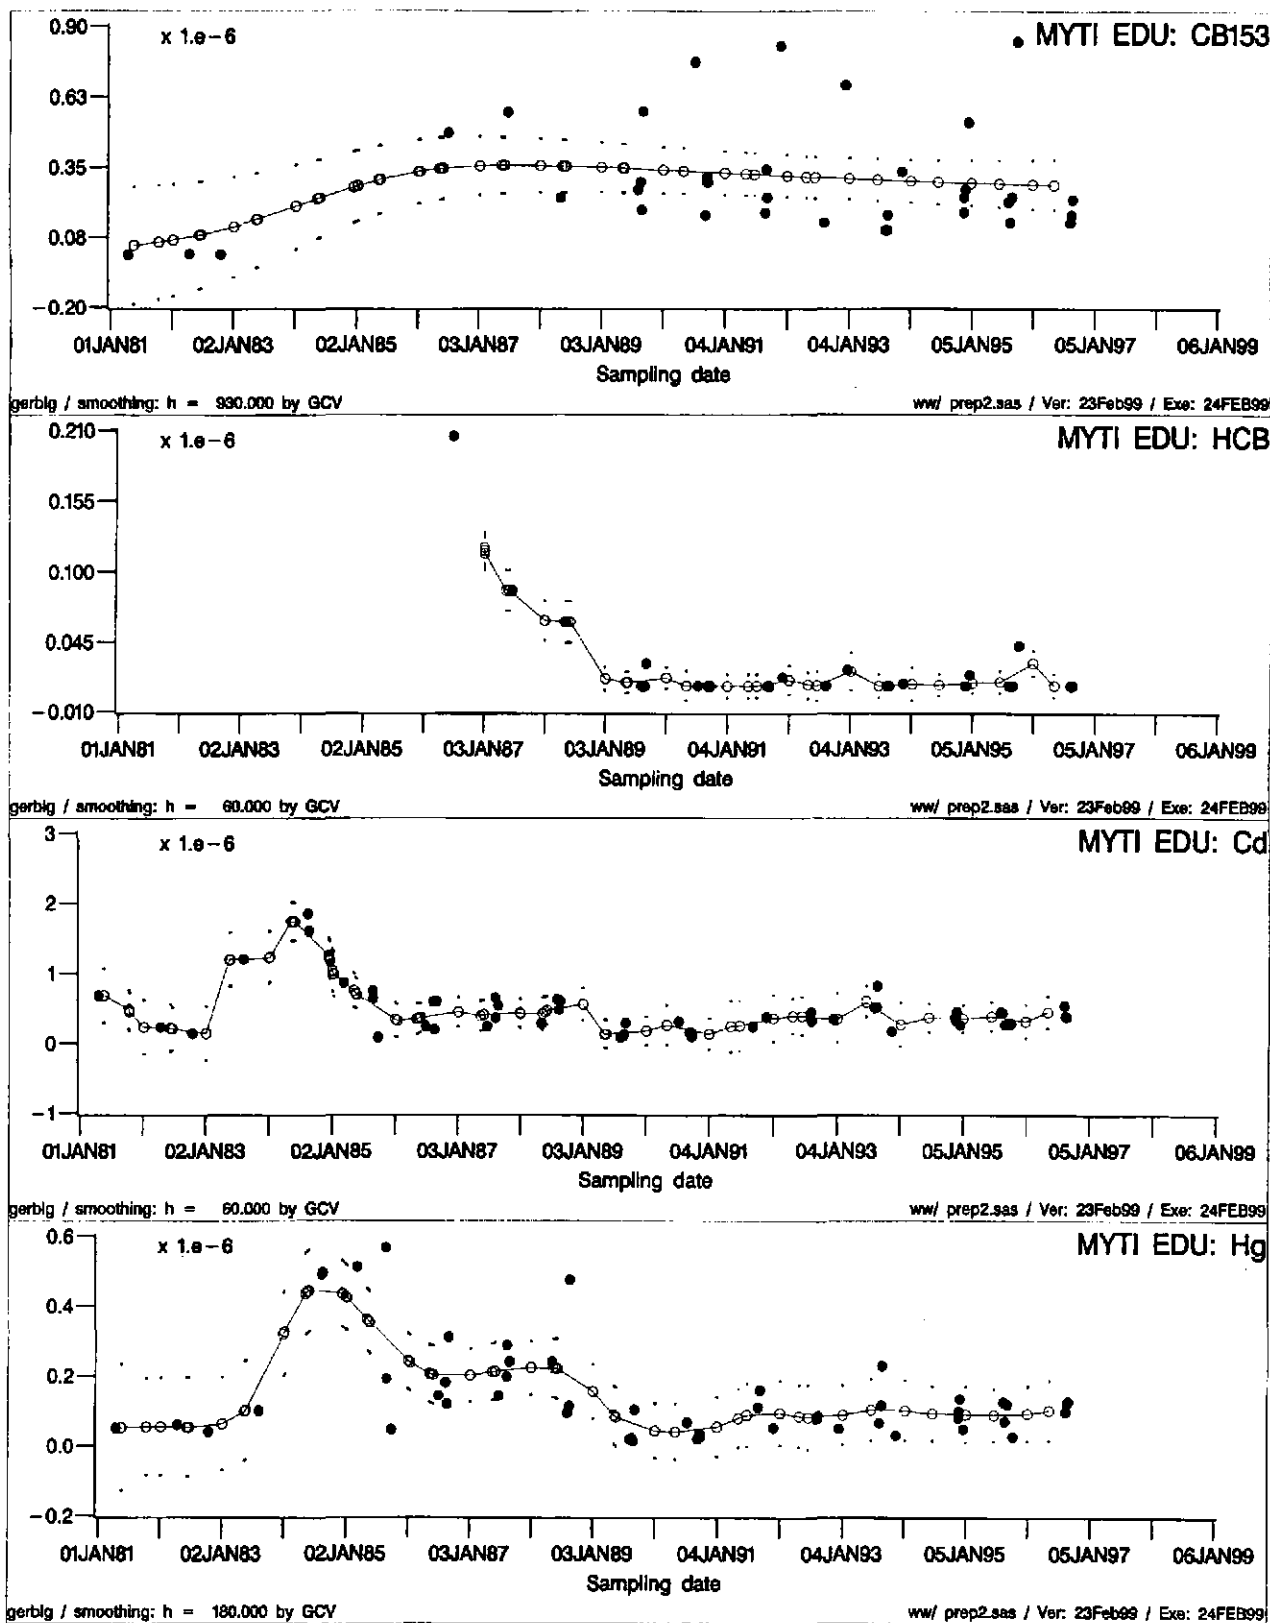 0.90
x 1.e-6
MYTI EDU: CB153
0.63
0.35
0.08
-0.20
01JAN81 02JAN83 02JAN85 03JAN87 03JAN89 04JAN91 04JAN93 05JAN95 05JAN97 06JAN99
Sampling date
gerblg / smoothing: h = 930.000 by GCV
ww/ prep2.sas / Ver: 23Feb99 / Exe: 24FEB99
0.210
x 1.e-6
MYTI EDU: HCB
0.155
0.100
0.045
-0.010
01JAN81 02JAN83 02JAN85 03JAN87 03JAN89 04JAN91 04JAN93 05JAN95 05JAN97 06JAN99
Sampling date
gerblg / smoothing: h = 60.000 by GCV
ww/ prep2.sas / Ver: 23Feb99 / Exe: 24FEB99
3
x 1.e-6
MYTI EDU: Cd
2
1
0
-1
01JAN81 02JAN83 02JAN85 03JAN87 03JAN89 04JAN91 04JAN93 05JAN95 05JAN97 06JAN99
Sampling date
gerblg / smoothing: h = 60.000 by GCV
ww/ prep2.sas / Ver: 23Feb99 / Exe: 24FEB99
0.6
x 1.e-6
MYTI EDU: Hg
0.4
0.2
0.0
-0.2
01JAN81 02JAN83 02JAN85 03JAN87 03JAN89 04JAN91 04JAN93 05JAN95 05JAN97 06JAN99
Sampling date
gerblg / smoothing: h = 180.000 by GCV
ww/ prep2.sas / Ver: 23Feb99 / Exe: 24FEB99